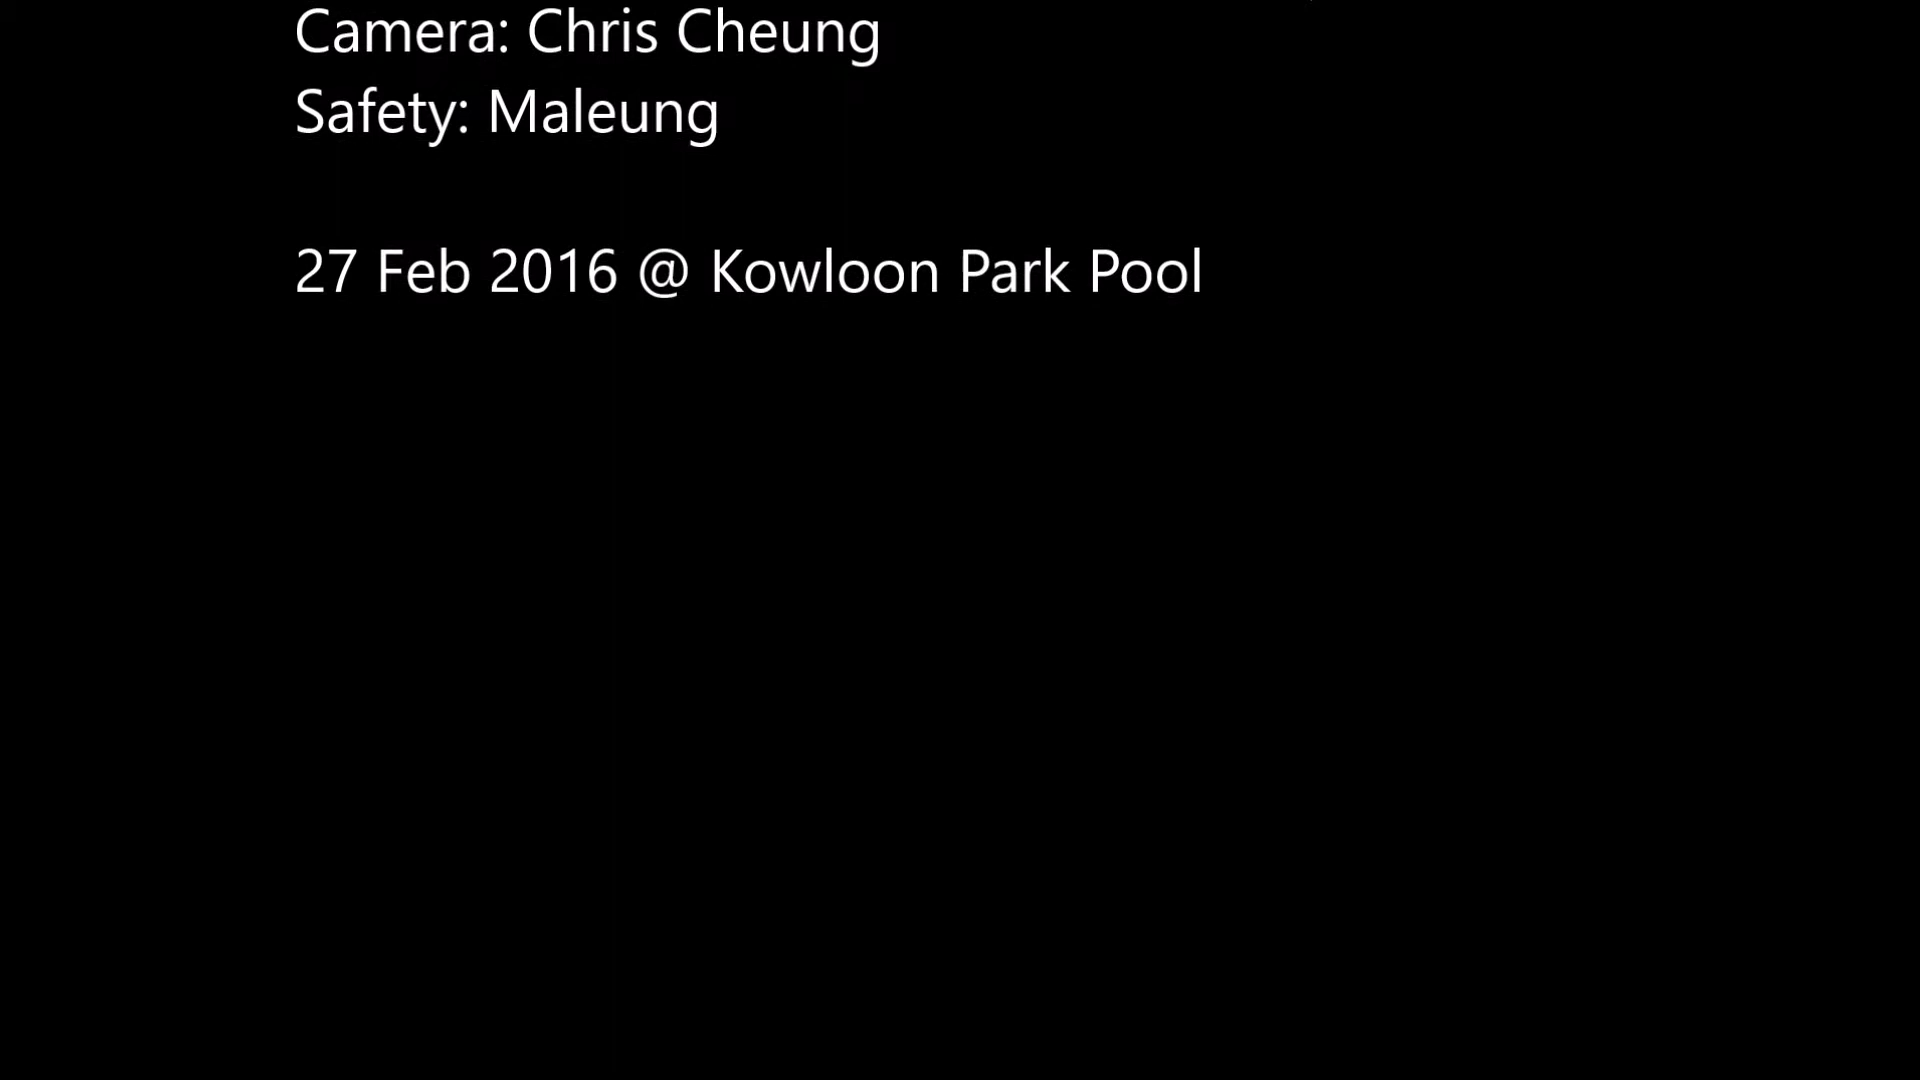 Camera: Chris Cheung
Safety: Maleung
27 Feb 2016 @ Kowloon Park Pool